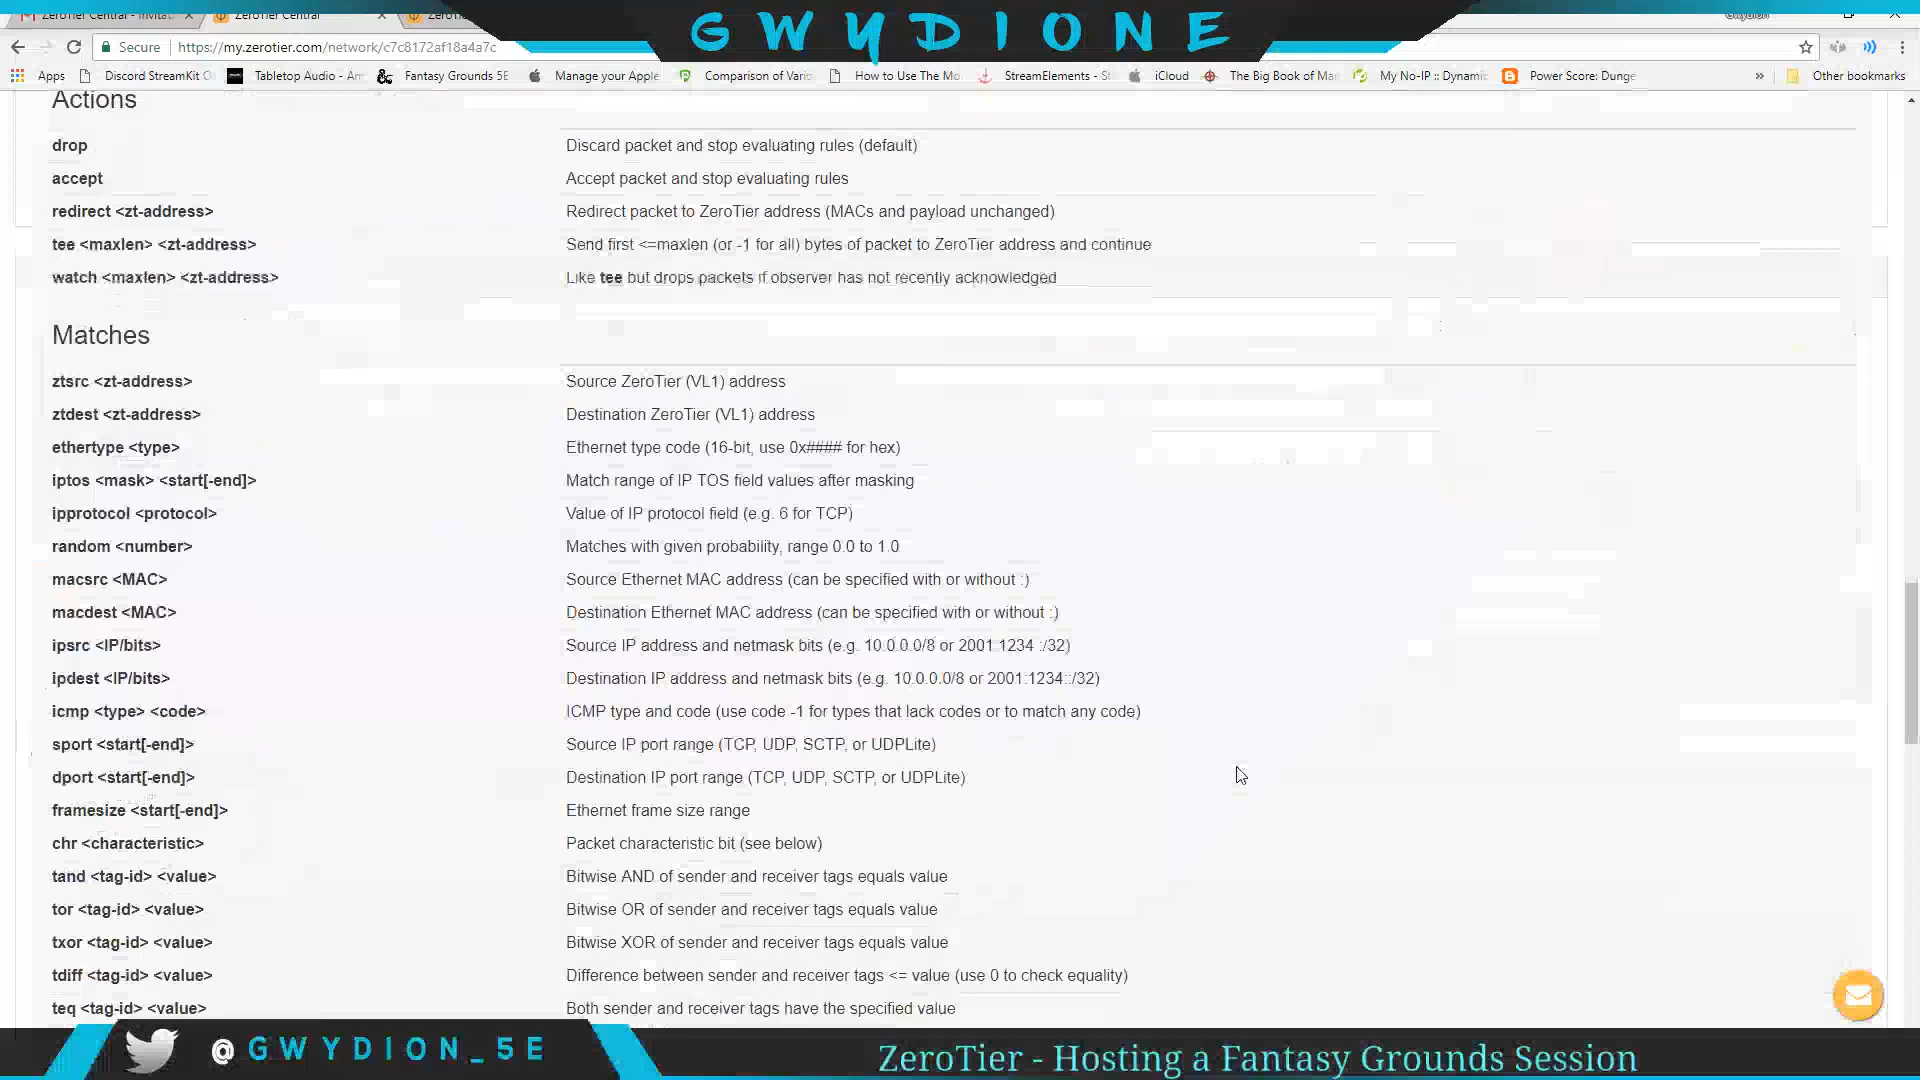 ZeroTier Central - Invitati
ZeroTier Central
ZeroTie
Gwydion
GWYDIONE
Secure
https://my.zerotier.com/network/c7c8172af18a4a7c
Apps
Discord StreamKit O
Tabletop Audio - Am
Fantasy Grounds 5E
Manage your Apple
Comparison of Vario
How to Use The Mo
StreamElements - St
iCloud
The Big Book of Mar
My No-IP :: Dynamic
Power Score: Dunge
»
Other bookmarks
Actions
drop Discard packet and stop evaluating rules (default)
accept Accept packet and stop evaluating rules
redirect <zt-address> Redirect packet to ZeroTier address (MACs and payload unchanged)
tee <maxlen> <zt-address> Send first <=maxlen (or -1 for all) bytes of packet to ZeroTier address and continue
watch <maxlen> <zt-address> Like tee but drops packets if observer has not recently acknowledged
Matches
ztsrc <zt-address> Source ZeroTier (VL1) address
ztdest <zt-address> Destination ZeroTier (VL1) address
ethertype <type> Ethernet type code (16-bit, use 0x#### for hex)
iptos <mask> <start[-end]> Match range of IP TOS field values after masking
ipprotocol <protocol> Value of IP protocol field (e.g. 6 for TCP)
random <number> Matches with given probability, range 0.0 to 1.0
macsrc <MAC> Source Ethernet MAC address (can be specified with or without :)
macdest <MAC> Destination Ethernet MAC address (can be specified with or without :)
ipsrc <IP/bits> Source IP address and netmask bits (e.g. 10.0.0.0/8 or 2001:1234::/32)
ipdest <IP/bits> Destination IP address and netmask bits (e.g. 10.0.0.0/8 or 2001:1234::/32)
icmp <type> <code> ICMP type and code (use code -1 for types that lack codes or to match any code)
sport <start[-end]> Source IP port range (TCP, UDP, SCTP, or UDPLite)
dport <start[-end]> Destination IP port range (TCP, UDP, SCTP, or UDPLite)
framesize <start[-end]> Ethernet frame size range
chr <characteristic> Packet characteristic bit (see below)
tand <tag-id> <value> Bitwise AND of sender and receiver tags equals value
tor <tag-id> <value> Bitwise OR of sender and receiver tags equals value
txor <tag-id> <value> Bitwise XOR of sender and receiver tags equals value
tdiff <tag-id> <value> Difference between sender and receiver tags <= value (use 0 to check equality)
teq <tag-id> <value> Both sender and receiver tags have the specified value
@GWYDION_5E
ZeroTier - Hosting a Fantasy Grounds Session